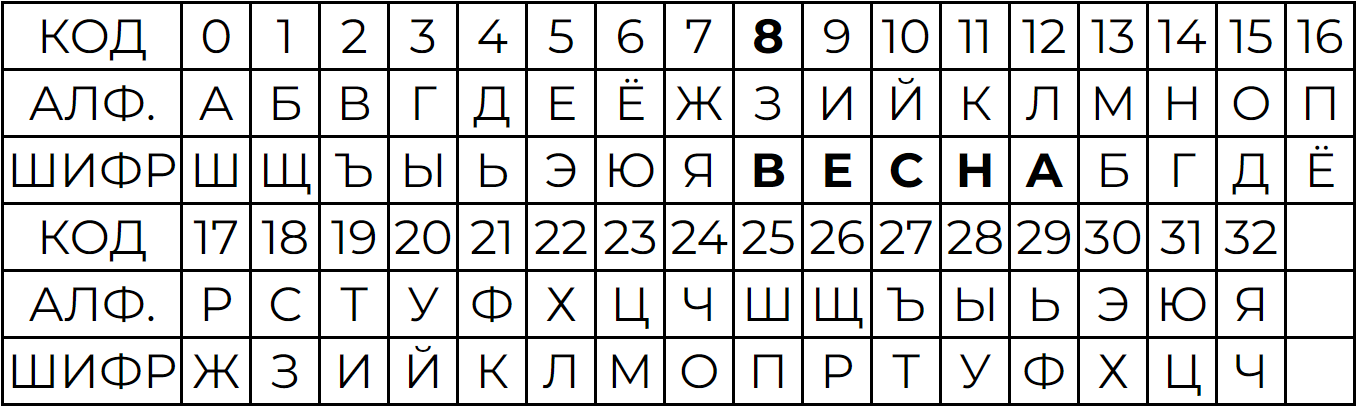 КОД 0 1 2 3 4 5 6 7 8 9 10 11 12 13 14 15 16
АЛФ. А Б В Г Д Е Ё Ж З И Й К Л М Н О П
ШИФР Ш Щ Ъ Ы Ь Э Ю Я В Е С Н А Б Г Д Ё
КОД 17 18 19 20 21 22 23 24 25 26 27 28 29 30 31 32
АЛФ. Р С Т У Ф Х Ц Ч Ш Щ Ъ Ы Ь Э Ю Я
ШИФР Ж З И Й К Л М О П Р Т У Ф Х Ц Ч